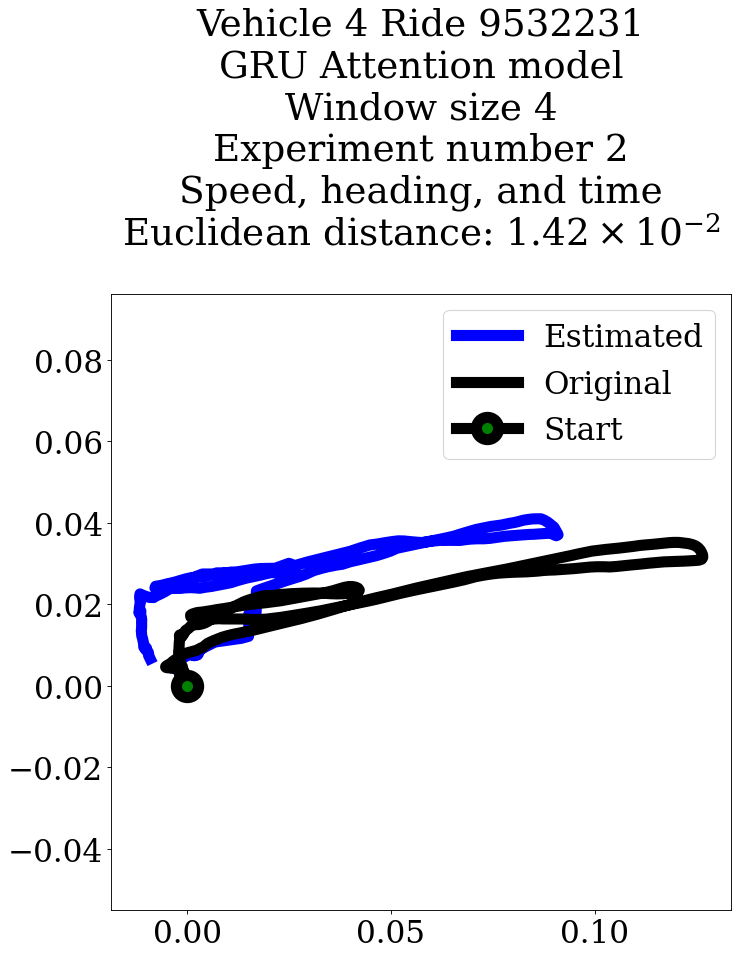 Vehicle 4 Ride 9532231
GRU Attention model
Window size 4
Experiment number 2
Speed, heading, and time
Euclidean distance: 1.42 × 10⁻²
Estimated
Original
Start
0.08
0.06
0.04
0.02
0.00
−0.02
−0.04
0.00 0.05 0.10